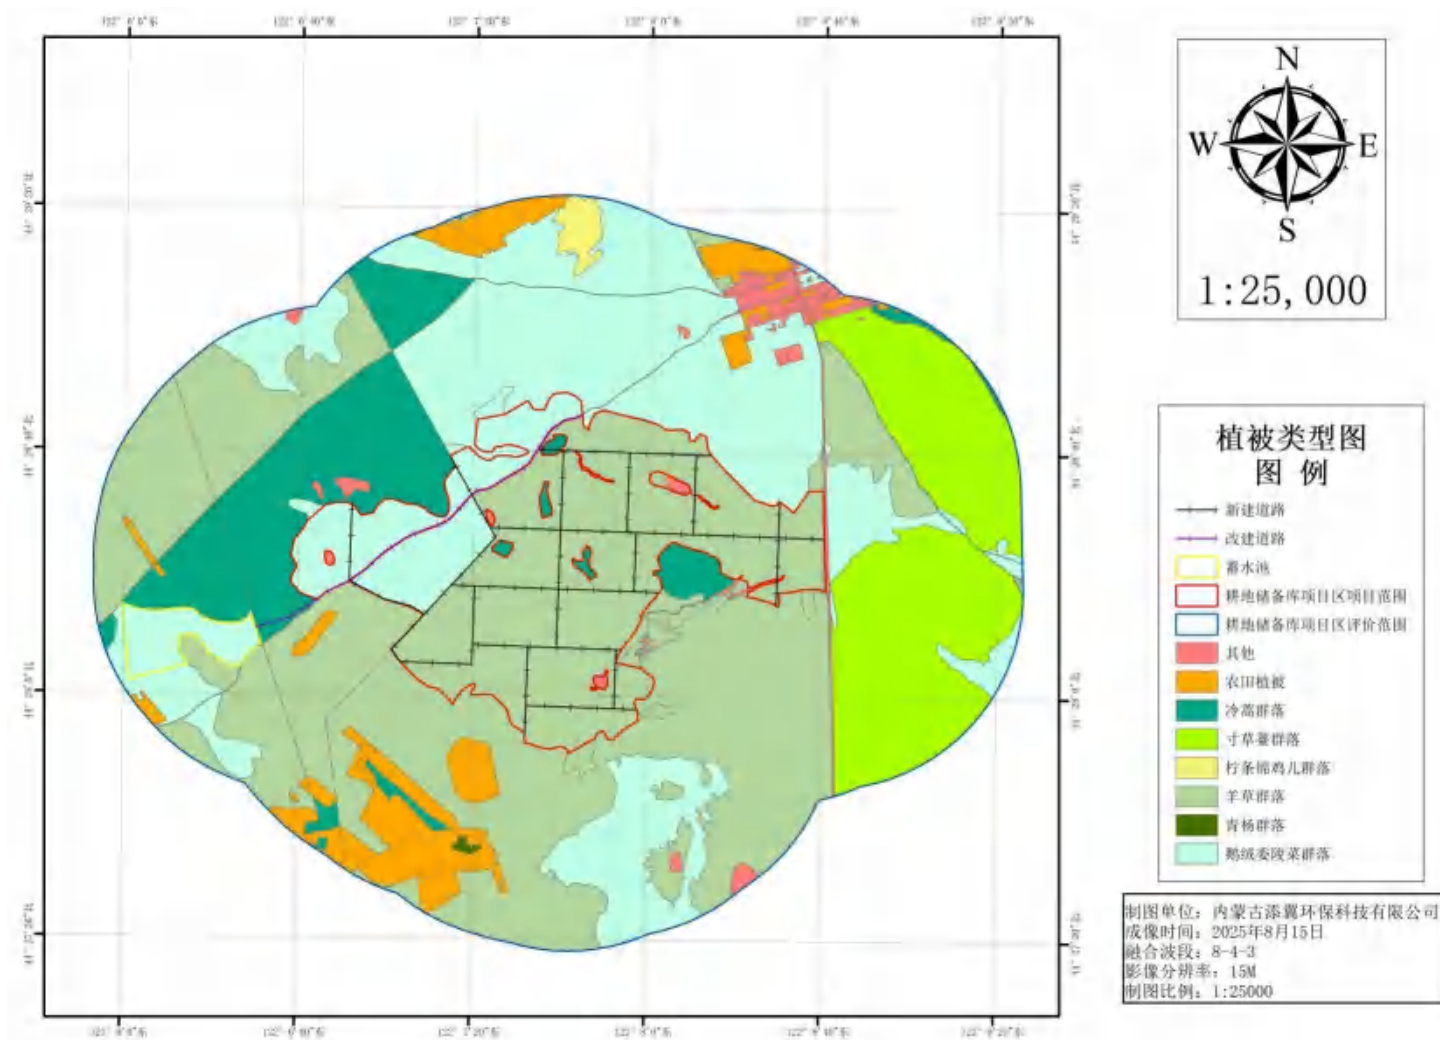 N
W E
S
1:25,000
植被类型图
图 例
新建道路
改建道路
蓄水池
耕地储备库项目区项目范围
耕地储备库项目区评价范围
其他
农田植被
冷蒿群落
寸草薹群落
柠条锦鸡儿群落
羊草群落
青杨群落
鹅绒委陵菜群落
制图单位：内蒙古添翼环保科技有限公司
成像时间：2025年8月15日
融合波段：8-4-3
影像分辨率：15M
制图比例：1:25000